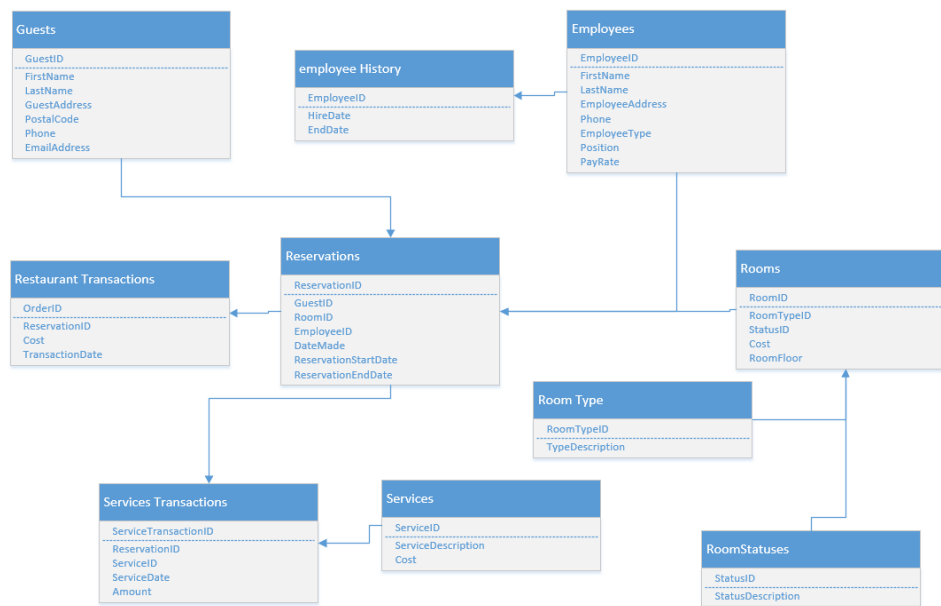 Guests
GuestID
FirstName
LastName
GuestAddress
PostalCode
Phone
EmailAddress
employee History
EmployeeID
HireDate
EndDate
Employees
EmployeeID
FirstName
LastName
EmployeeAddress
Phone
EmployeeType
Position
PayRate
Restaurant Transactions
OrderID
ReservationID
Cost
TransactionDate
Reservations
ReservationID
GuestID
RoomID
EmployeeID
DateMade
ReservationStartDate
ReservationEndDate
Rooms
RoomID
RoomTypeID
StatusID
Cost
RoomFloor
Room Type
RoomTypeID
TypeDescription
Services Transactions
ServiceTransactionID
ReservationID
ServiceID
ServiceDate
Amount
Services
ServiceID
ServiceDescription
Cost
RoomStatuses
StatusID
StatusDescription